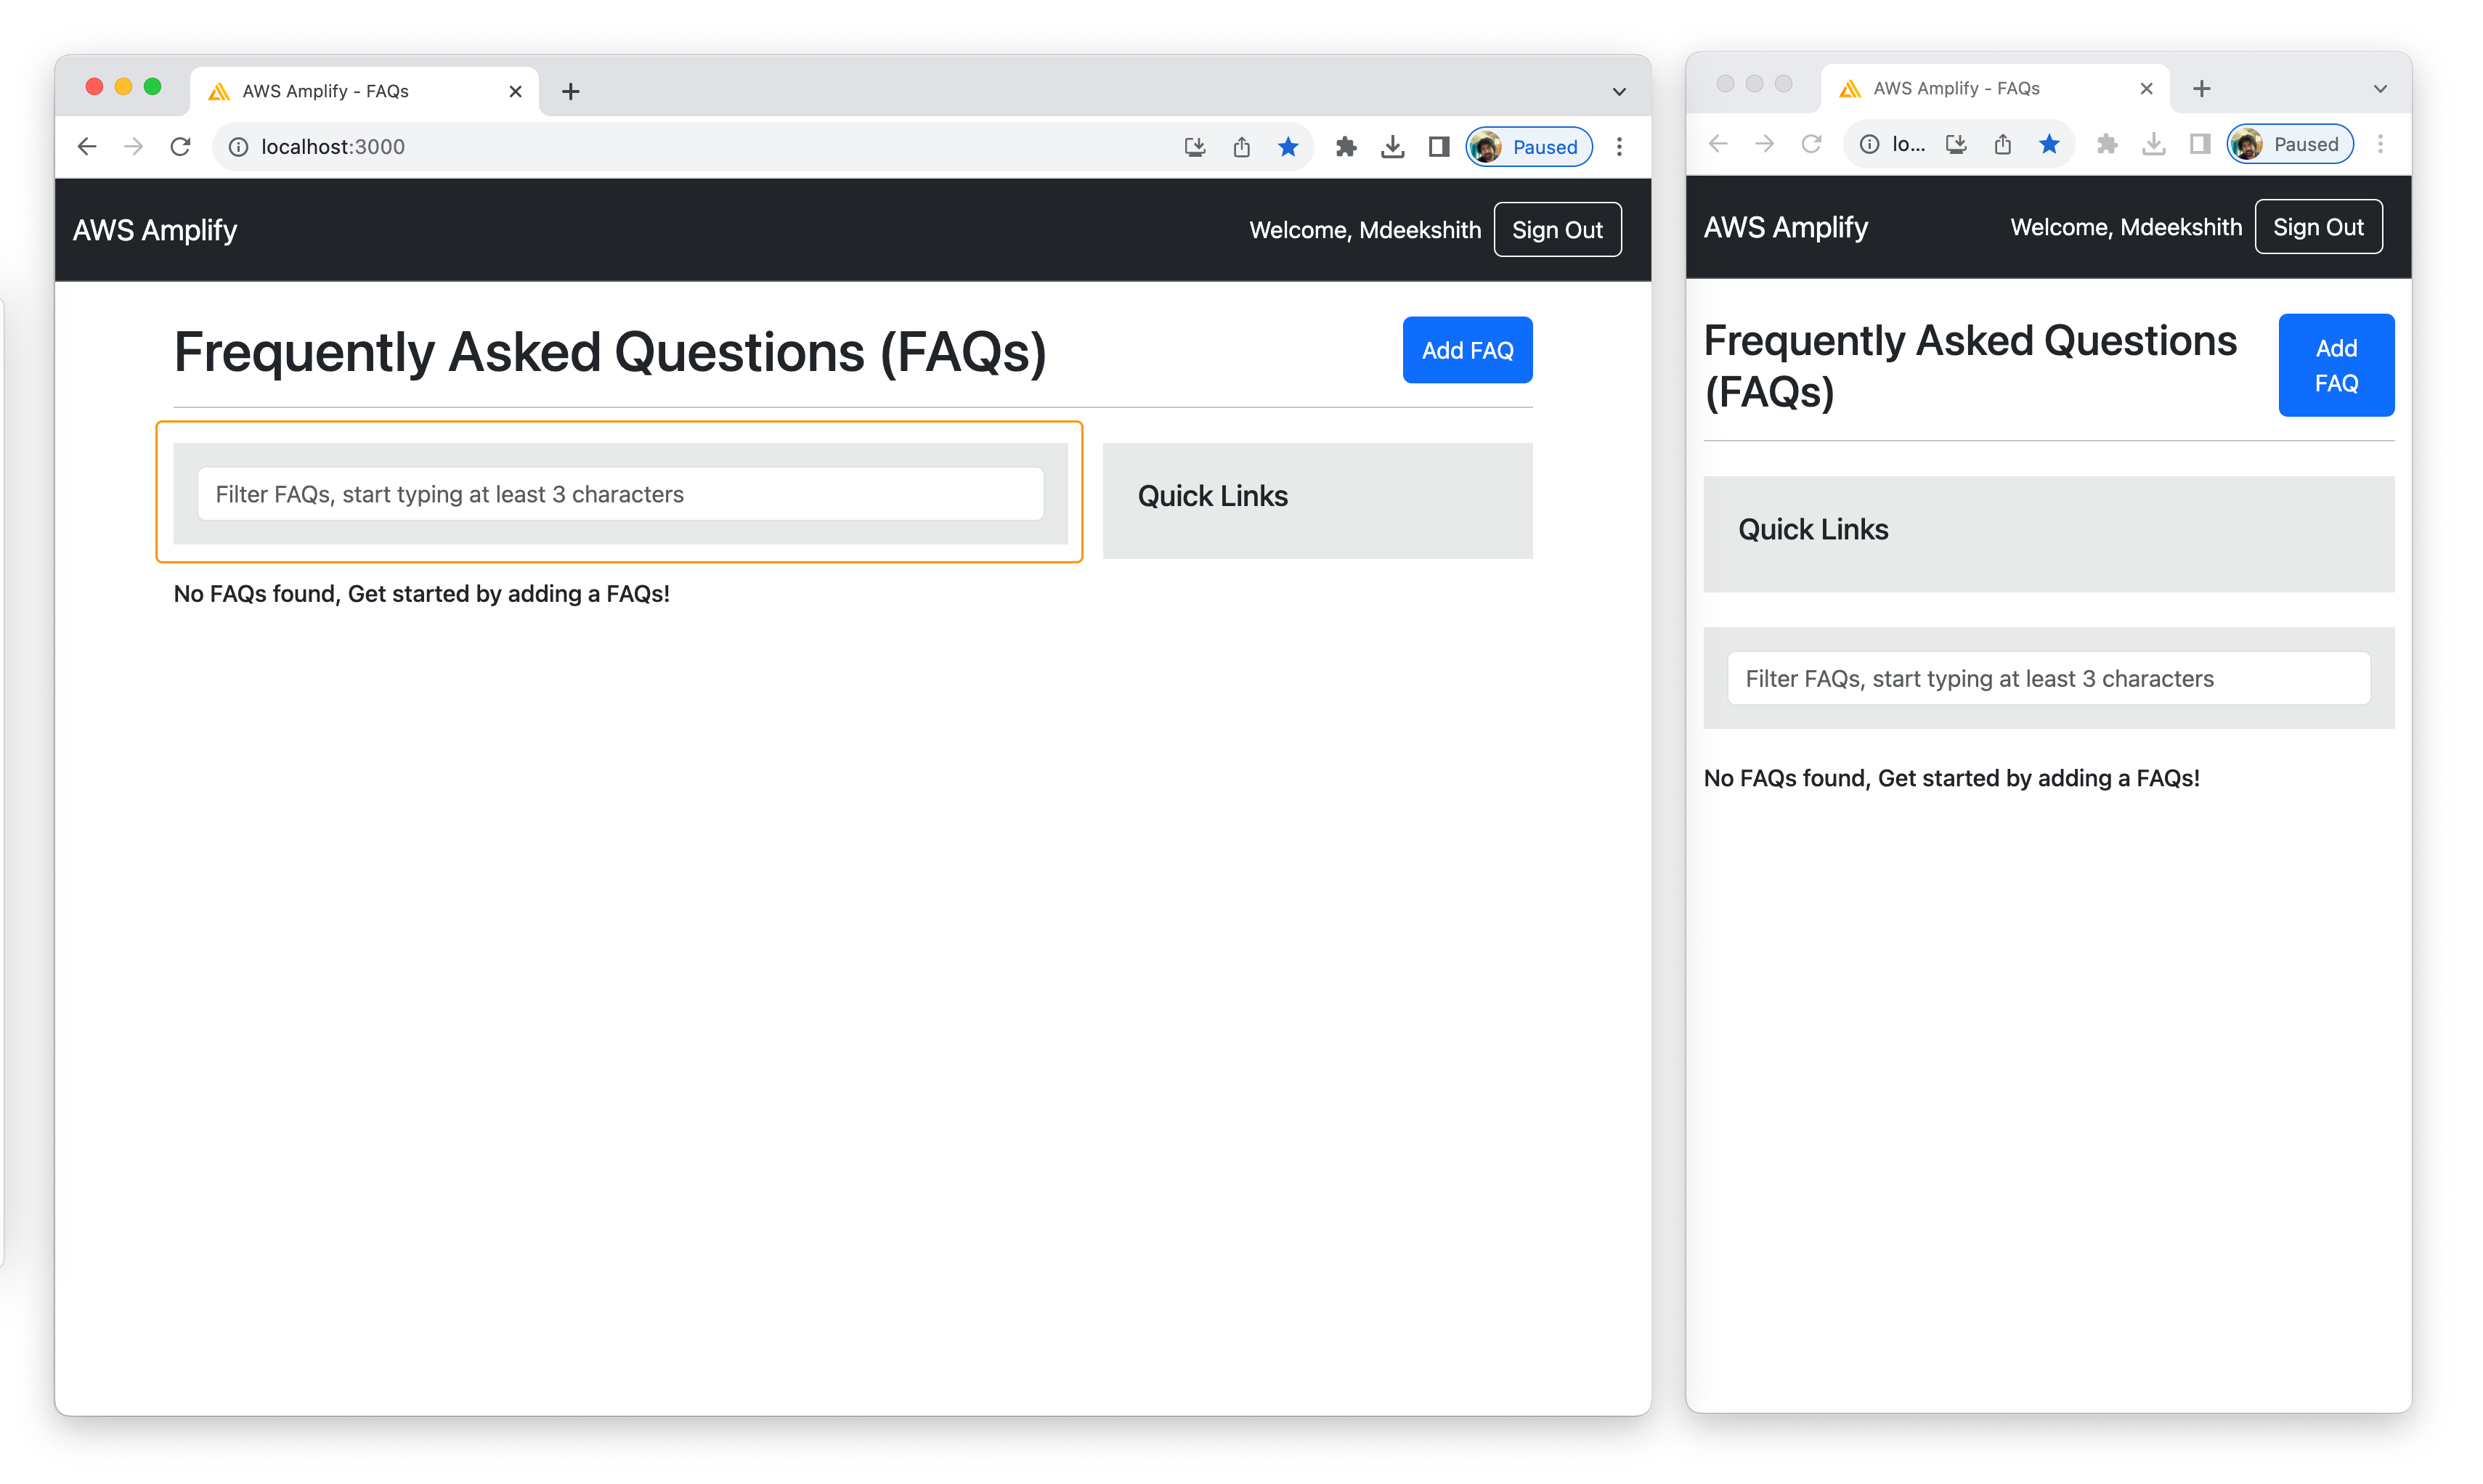 AWS Amplify - FAQs
localhost:3000
Paused
AWS Amplify
Welcome, Mdeekshith
Sign Out
Frequently Asked Questions (FAQs)
Add FAQ
Filter FAQs, start typing at least 3 characters
Quick Links
No FAQs found, Get started by adding a FAQs!
AWS Amplify - FAQs
lo...
Paused
AWS Amplify
Welcome, Mdeekshith
Sign Out
Frequently Asked Questions
(FAQs)
Add
FAQ
Quick Links
Filter FAQs, start typing at least 3 characters
No FAQs found, Get started by adding a FAQs!